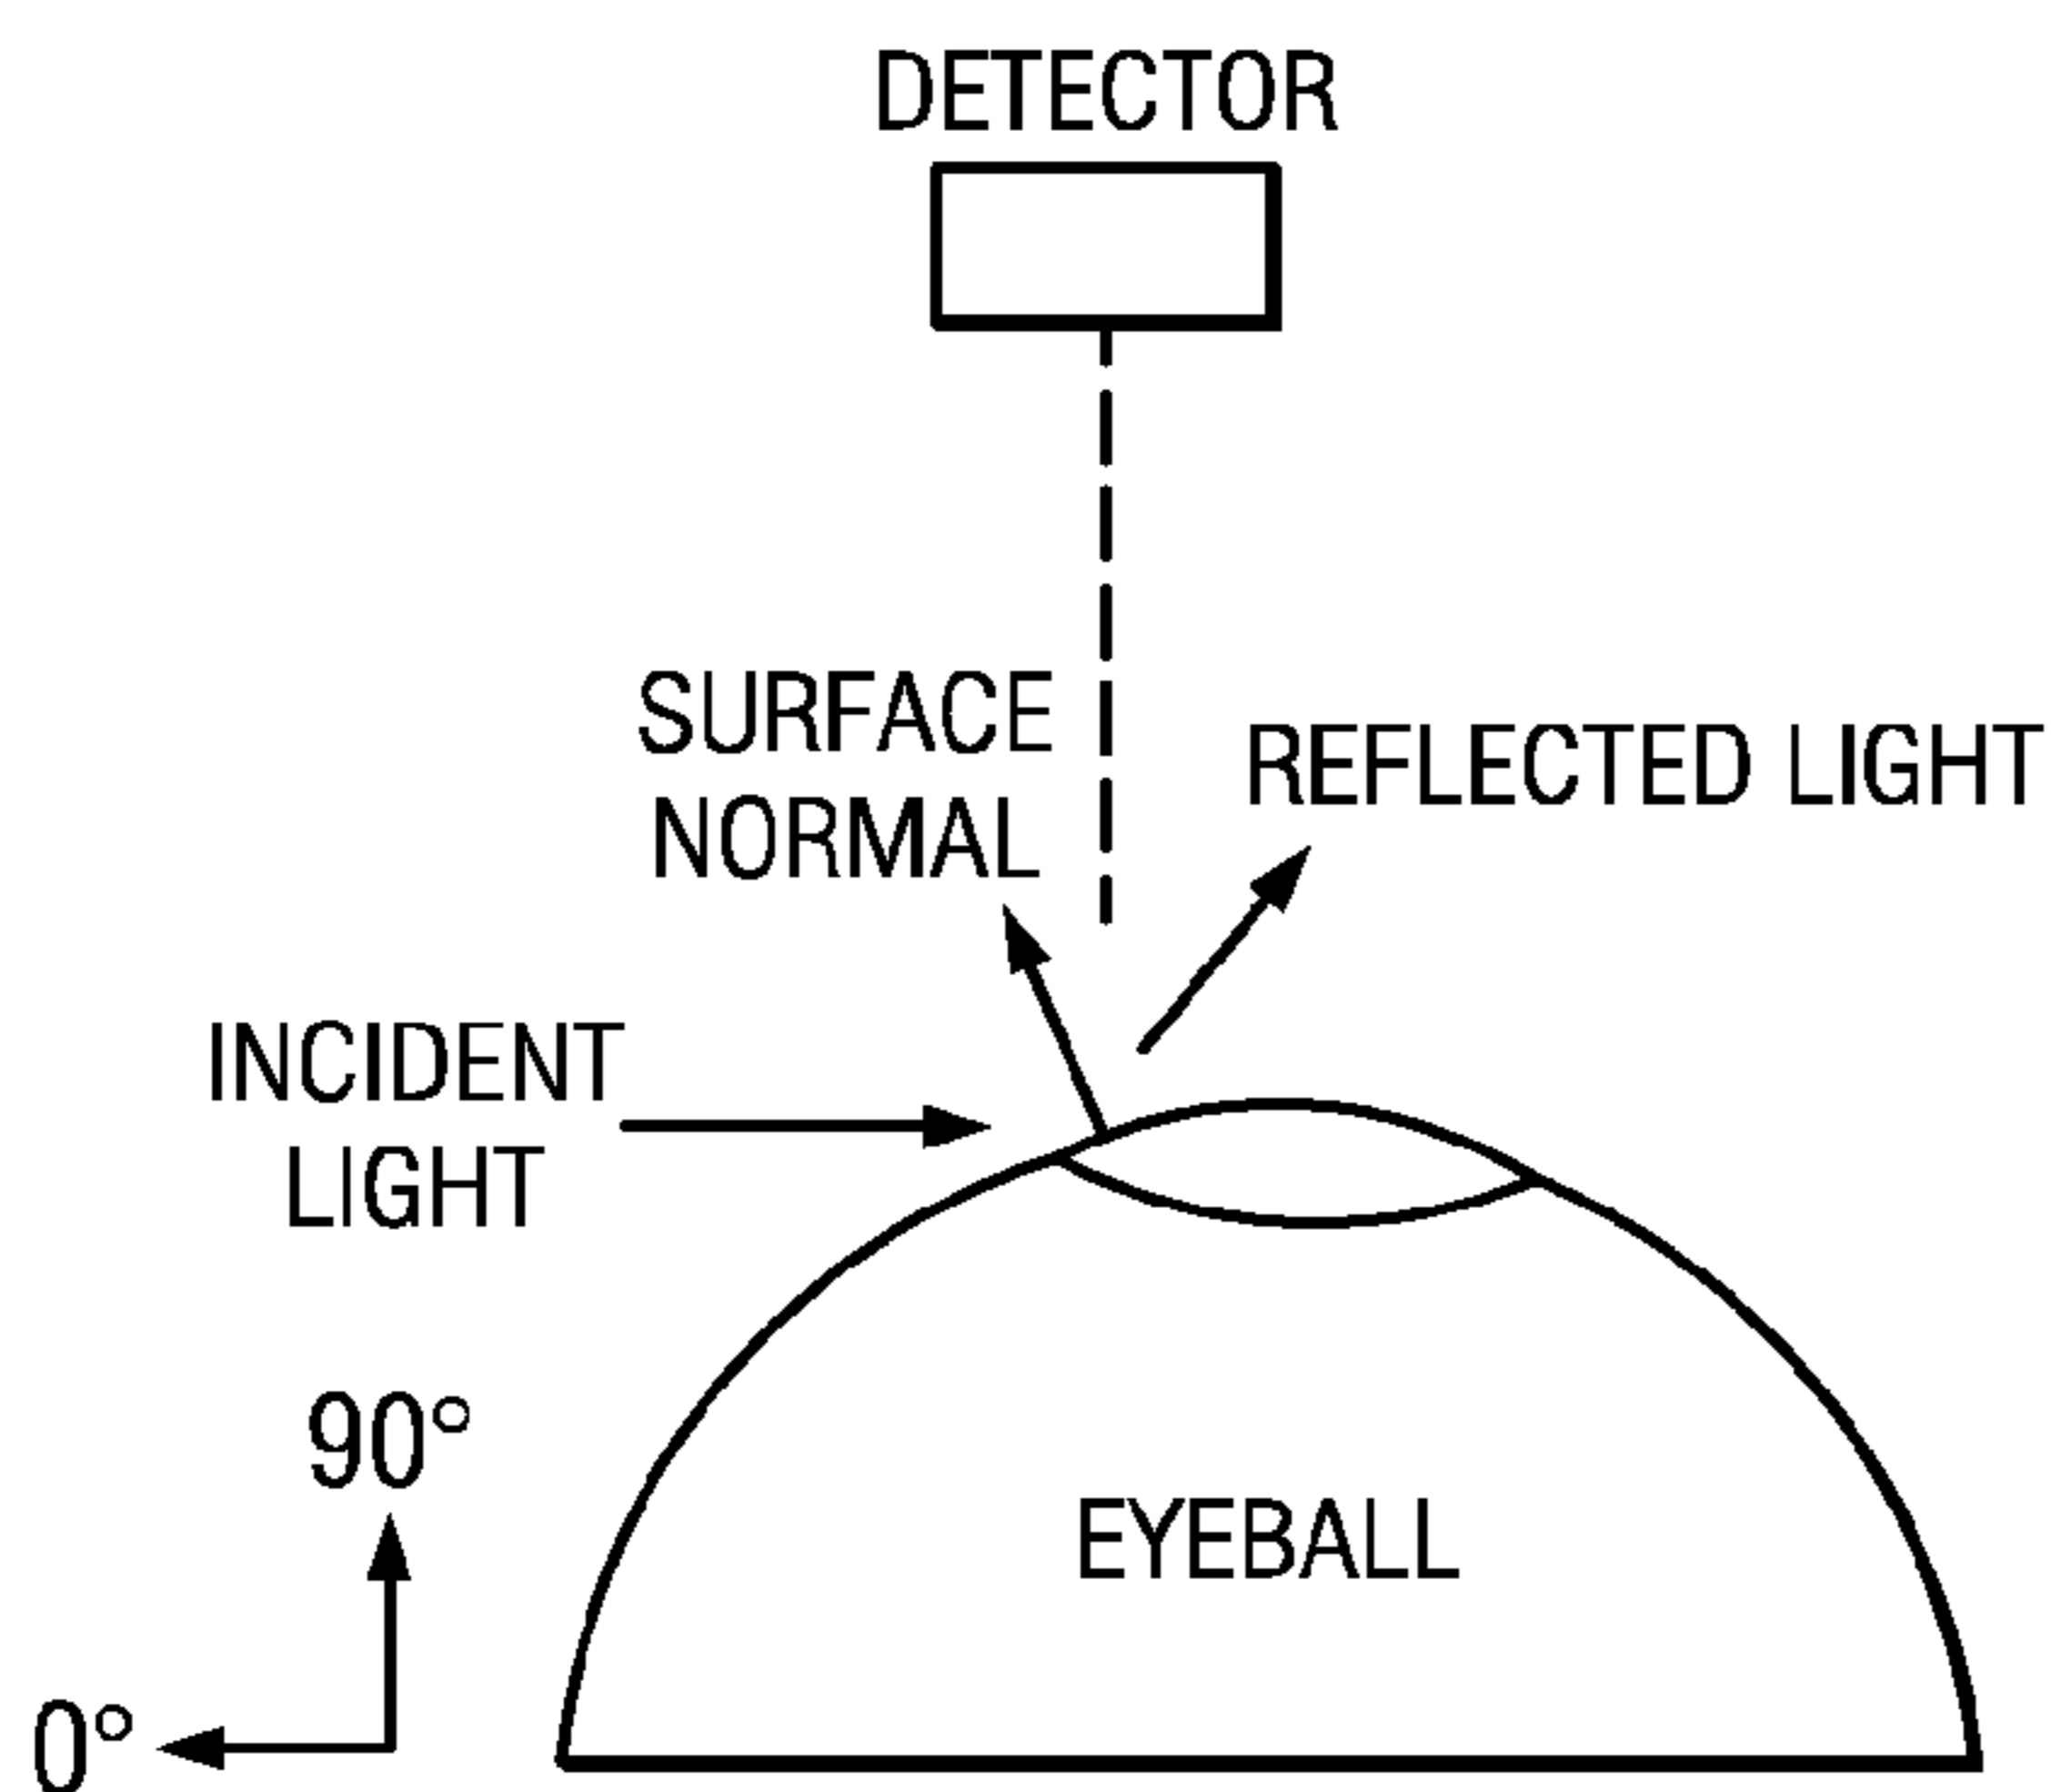 DETECTOR
SURFACE
NORMAL
REFLECTED LIGHT
INCIDENT
LIGHT
90°
EYEBALL
0°